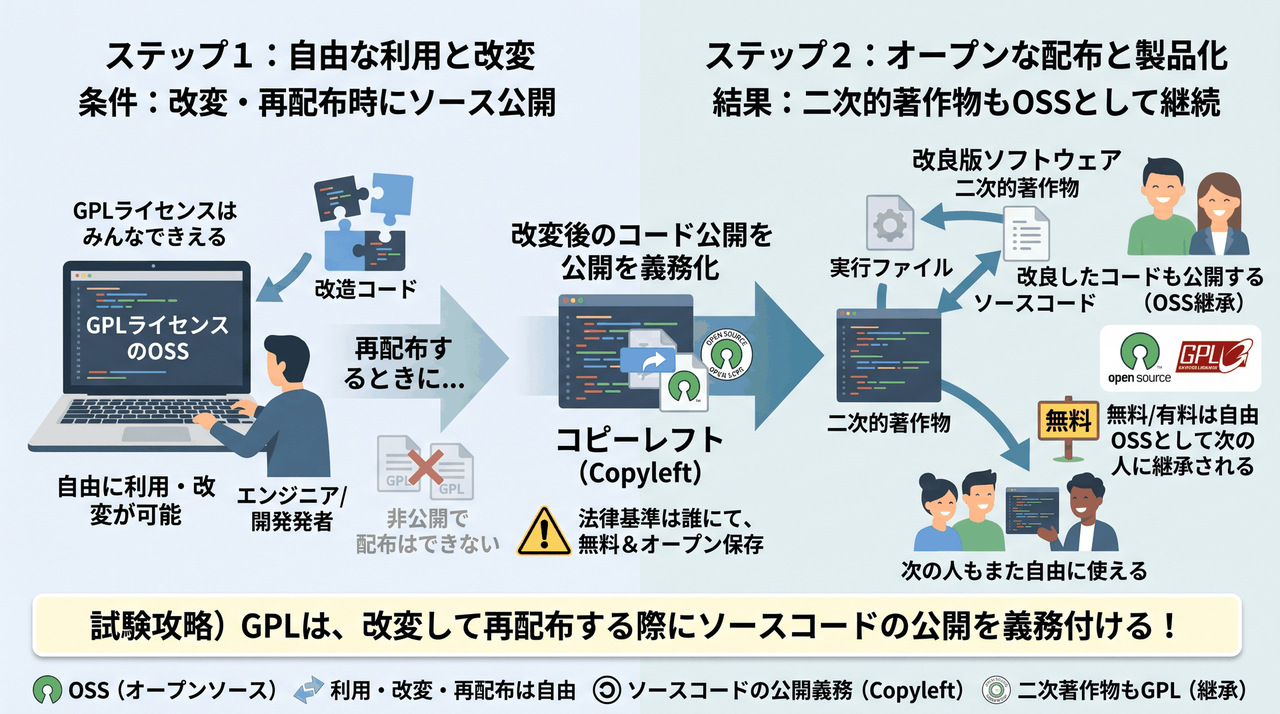 ステップ1：自由な利用と改変
条件：改変・再配布時にソース公開
GPLライセンスは
みんなできえる
改造コード
GPLライセンス
のOSS
自由に利用・改
変が可能
エンジニア/
開発発者
再配布す
るときに...
GPL
GPL
非公開で
配布はできない
改変後のコード公開を
公開を義務化
OPEN SOURCE
コピーレフト
（Copyleft）
法律基準は誰にて、
無料＆オープン保存
ステップ2：オープンな配布と製品化
結果：二次的著作物もOSSとして継続
改良版ソフトウェア
二次的著作物
実行ファイル
ソースコード
改良したコードも公開する
（OSS継承）
二次的著作物
open source
GPL
無料
無料/有料は自由
OSSとして次の
人に継承される
次の人もまた自由に使える
試験攻略）GPLは、改変して再配布する際にソースコードの公開を義務付ける！
OSS（オープンソース）
利用・改変・再配布は自由
ソースコードの公開義務（Copyleft）
二次著作物もGPL（継承）